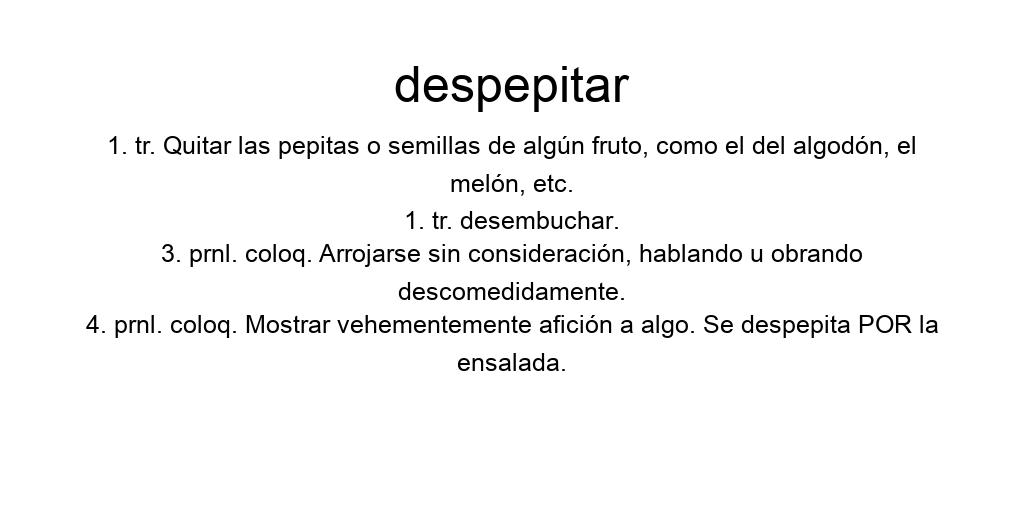 despepitar
1. tr. Quitar las pepitas o semillas de algún fruto, como el del algodón, el
melón, etc.
1. tr. desembuchar.
3. prnl. coloq. Arrojarse sin consideración, hablando u obrando
descomedidamente.
4. prnl. coloq. Mostrar vehementemente afición a algo. Se despepita POR la
ensalada.